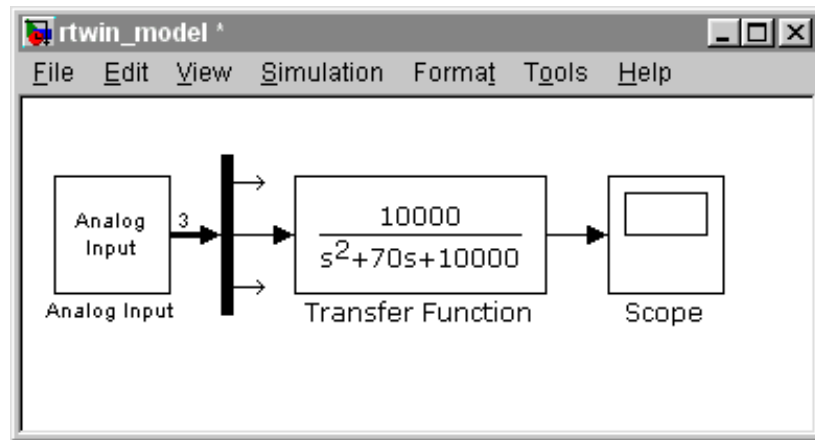 rtwin_model *
File Edit View Simulation Format Tools Help
Analog
Input
3
10000
s²+70s+10000
Analog Input
Transfer Function
Scope